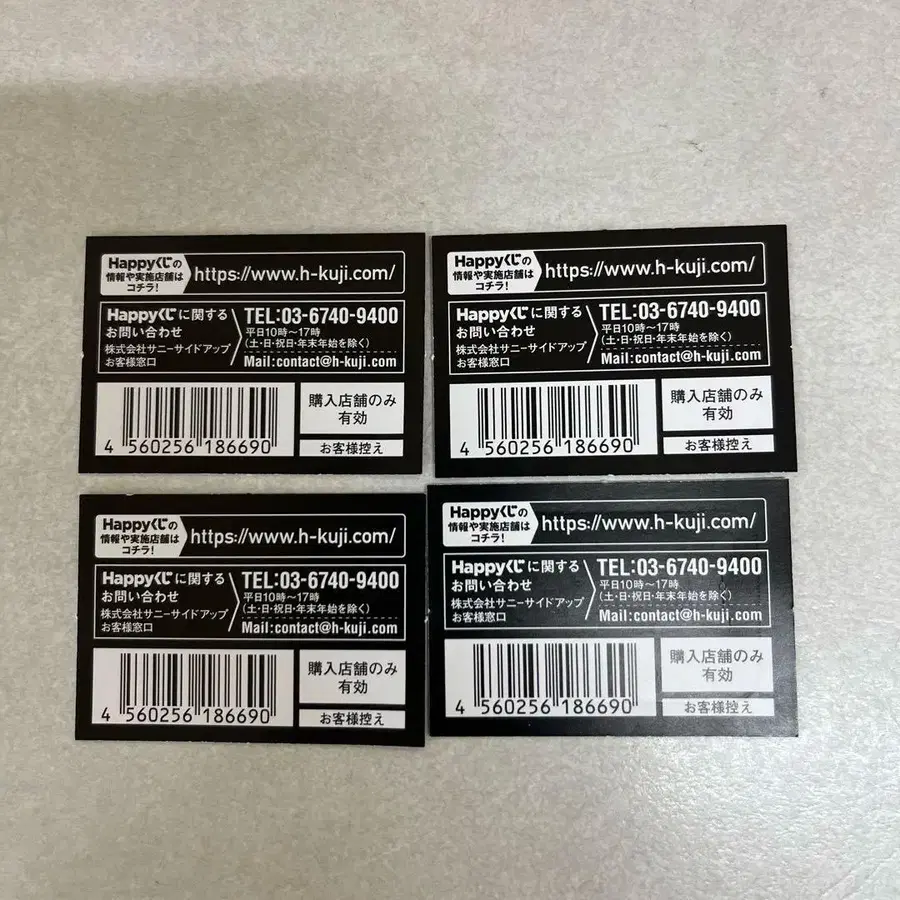 Happyくじの
情報や実施店舗は
コチラ!
https://www.h-kuji.com/
Happyくじに関する
お問い合わせ
株式会社サニーサイドアップ
お客様窓口
TEL:03-6740-9400
平日10時~17時
(土・日・祝日・年末年始を除く)
Mail:contact@h-kuji.com
4 560256 186690
購入店舗のみ
有効
お客様控え
Happyくじの
情報や実施店舗は
コチラ!
https://www.h-kuji.com/
Happyくじに関する
お問い合わせ
株式会社サニーサイドアップ
お客様窓口
TEL:03-6740-9400
平日10時~17時
(土・日・祝日・年末年始を除く)
Mail:contact@h-kuji.com
4 560256 186690
購入店舗のみ
有効
お客様控え
Happyくじの
情報や実施店舗は
コチラ!
https://www.h-kuji.com/
Happyくじに関する
お問い合わせ
株式会社サニーサイドアップ
お客様窓口
TEL:03-6740-9400
平日10時~17時
(土・日・祝日・年末年始を除く)
Mail:contact@h-kuji.com
4 560256 186690
購入店舗のみ
有効
お客様控え
Happyくじの
情報や実施店舗は
コチラ!
https://www.h-kuji.com/
Happyくじに関する
お問い合わせ
株式会社サニーサイドアップ
お客様窓口
TEL:03-6740-9400
平日10時~17時
(土・日・祝日・年末年始を除く)
Mail:contact@h-kuji.com
4 560256 186690
購入店舗のみ
有効
お客様控え